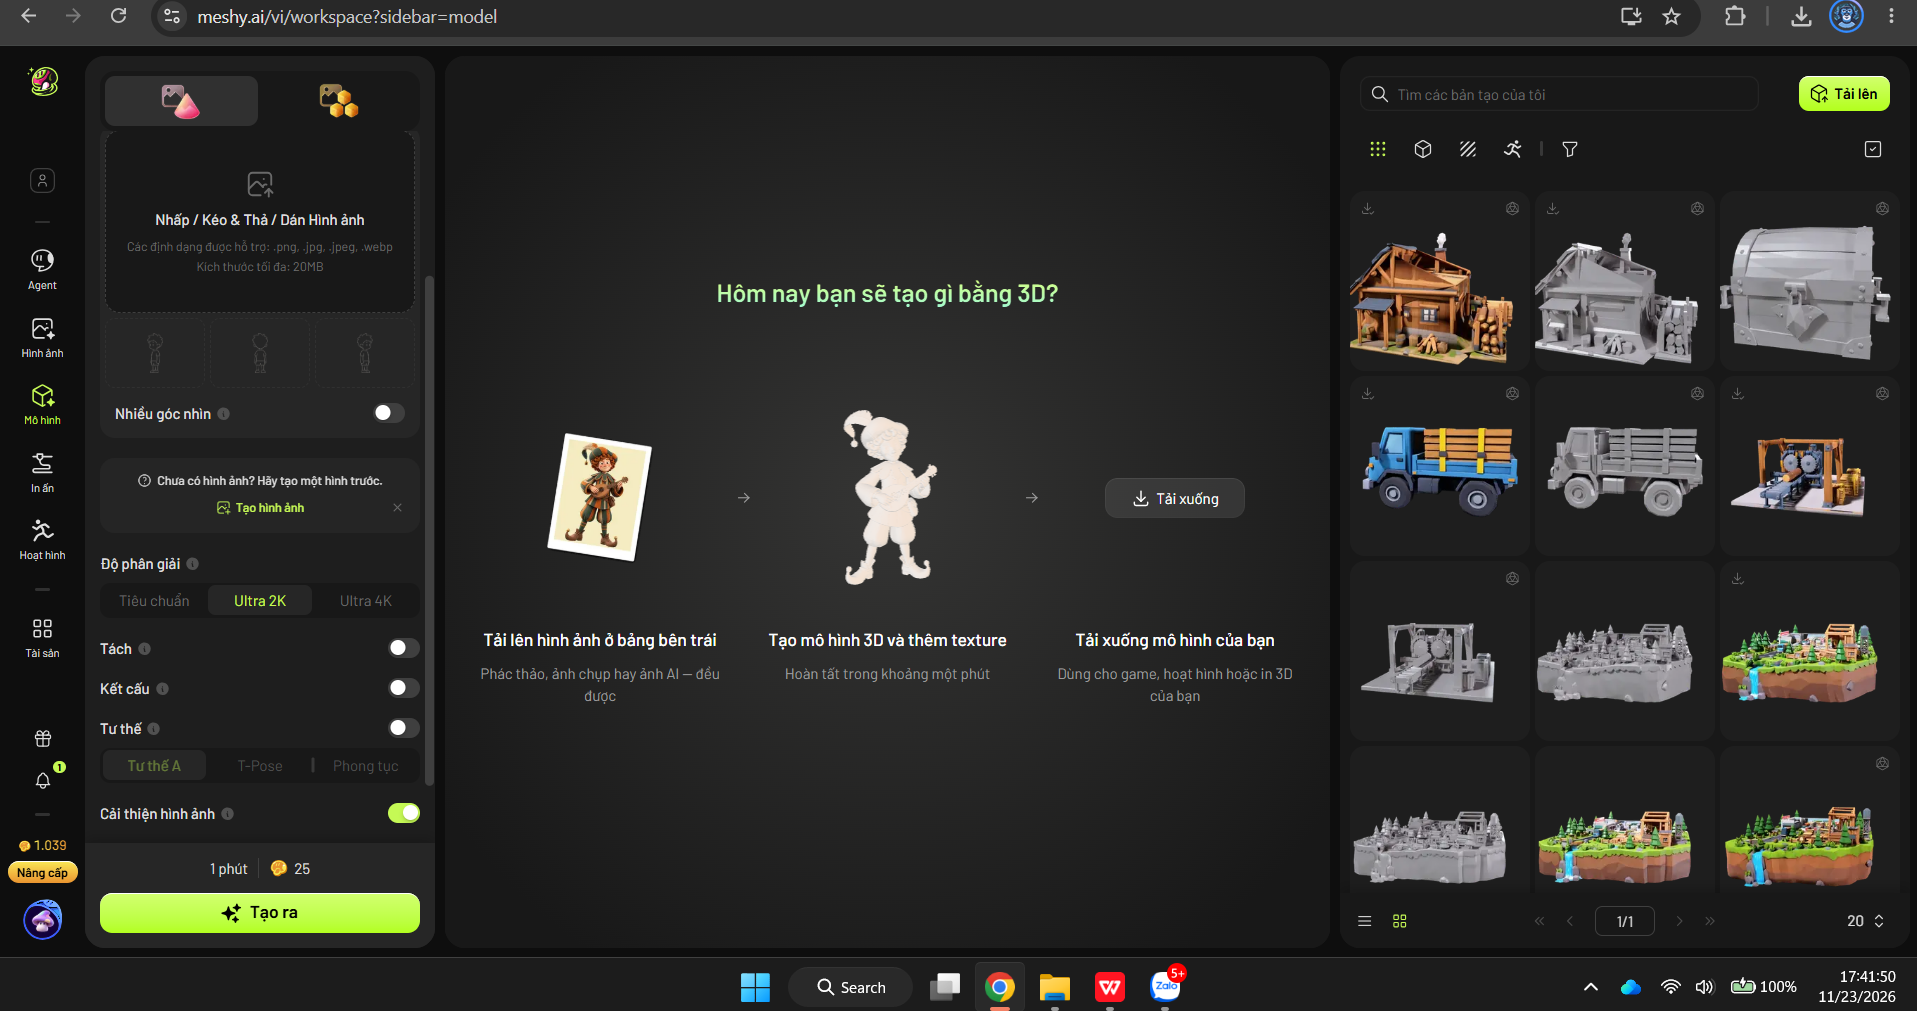 meshy.ai/vi/workspace?sidebar=model
Agent
Hình ảnh
Mô hình
In ấn
Hoạt hình
Tài sản
1
1.039
Nâng cấp
Nhấp / Kéo & Thả / Dán Hình ảnh
Các định dạng được hỗ trợ: .png, .jpg, .jpeg, .webp
Kích thước tối đa: 20MB
Nhiều góc nhìn
Chưa có hình ảnh? Hãy tạo một hình trước.
Tạo hình ảnh
Độ phân giải
Tiêu chuẩn
Ultra 2K
Ultra 4K
Tách
Kết cấu
Tư thế
Tư thế A
T-Pose
Phong tục
Cải thiện hình ảnh
1 phút
25
Tạo ra
Hôm nay bạn sẽ tạo gì bằng 3D?
Tải xuống
Tải lên hình ảnh ở bảng bên trái
Phác thảo, ảnh chụp hay ảnh AI — đều
được
Tạo mô hình 3D và thêm texture
Hoàn tất trong khoảng một phút
Tải xuống mô hình của bạn
Dùng cho game, hoạt hình hoặc in 3D
của bạn
Tìm các bản tạo của tôi
Tải lên
1/1
20
Search
Zalo
5+
100%
17:41:50
11/23/2026